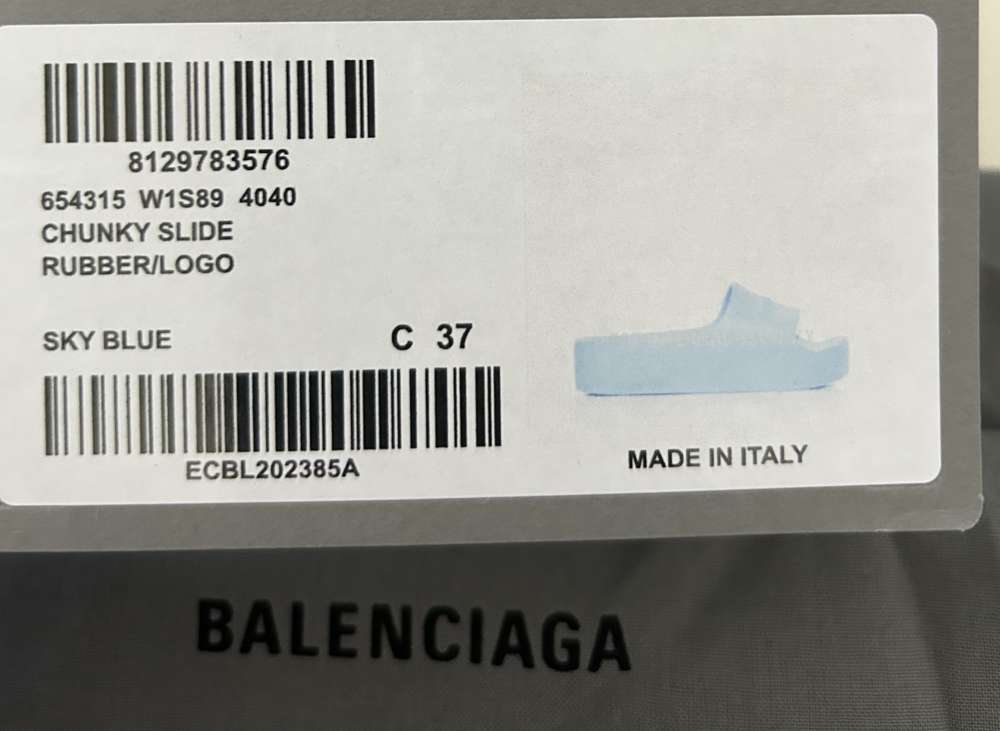 8129783576
654315 W1S89 4040
CHUNKY SLIDE
RUBBER/LOGO
SKY BLUE C 37
ECBL202385A
MADE IN ITALY
BALENCIAGA